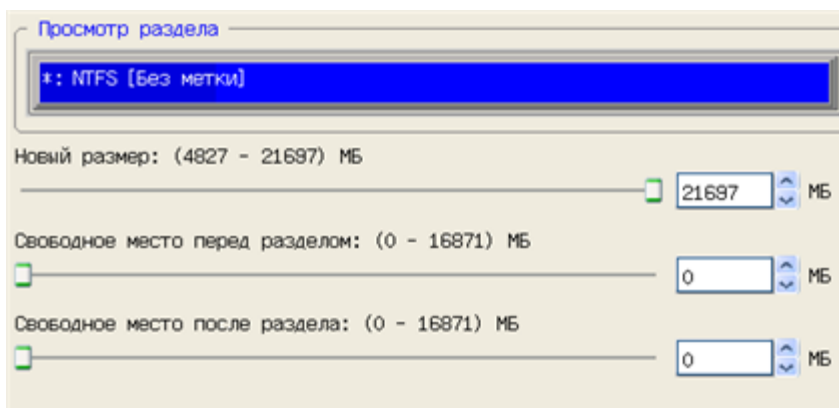 Просмотр раздела
*: NTFS [Без метки]
Новый размер: (4827 - 21697) МБ
21697 МБ
Свободное место перед разделом: (0 - 16871) МБ
0 МБ
Свободное место после раздела: (0 - 16871) МБ
0 МБ